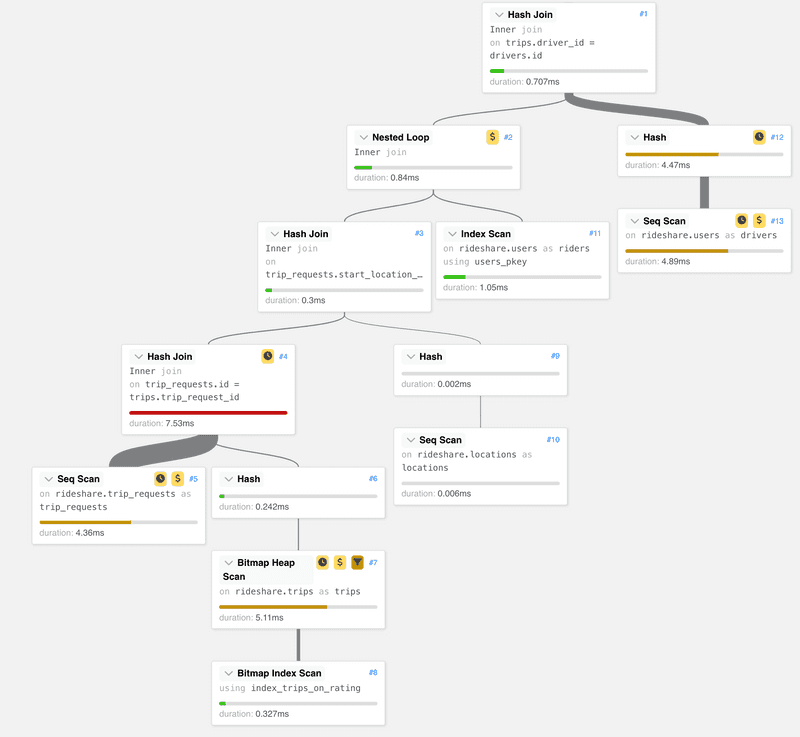 Hash Join #1
Inner join
on trips.driver_id =
drivers.id
duration: 0.707ms
Nested Loop $ #2
Inner join
duration: 0.84ms
Hash #12
duration: 4.47ms
Hash Join #3
Inner join
on
trip_requests.start_location_…
duration: 0.3ms
Index Scan #11
on rideshare.users as riders
using users_pkey
duration: 1.05ms
Seq Scan $ #13
on rideshare.users as drivers
duration: 4.89ms
Hash Join #4
Inner join
on trip_requests.id =
trips.trip_request_id
duration: 7.53ms
Hash #9
duration: 0.002ms
Seq Scan #10
on rideshare.locations as
locations
duration: 0.006ms
Seq Scan $ #5
on rideshare.trip_requests as
trip_requests
duration: 4.36ms
Hash #6
duration: 0.242ms
Bitmap Heap $ #7
Scan
on rideshare.trips as trips
duration: 5.11ms
Bitmap Index Scan #8
using index_trips_on_rating
duration: 0.327ms